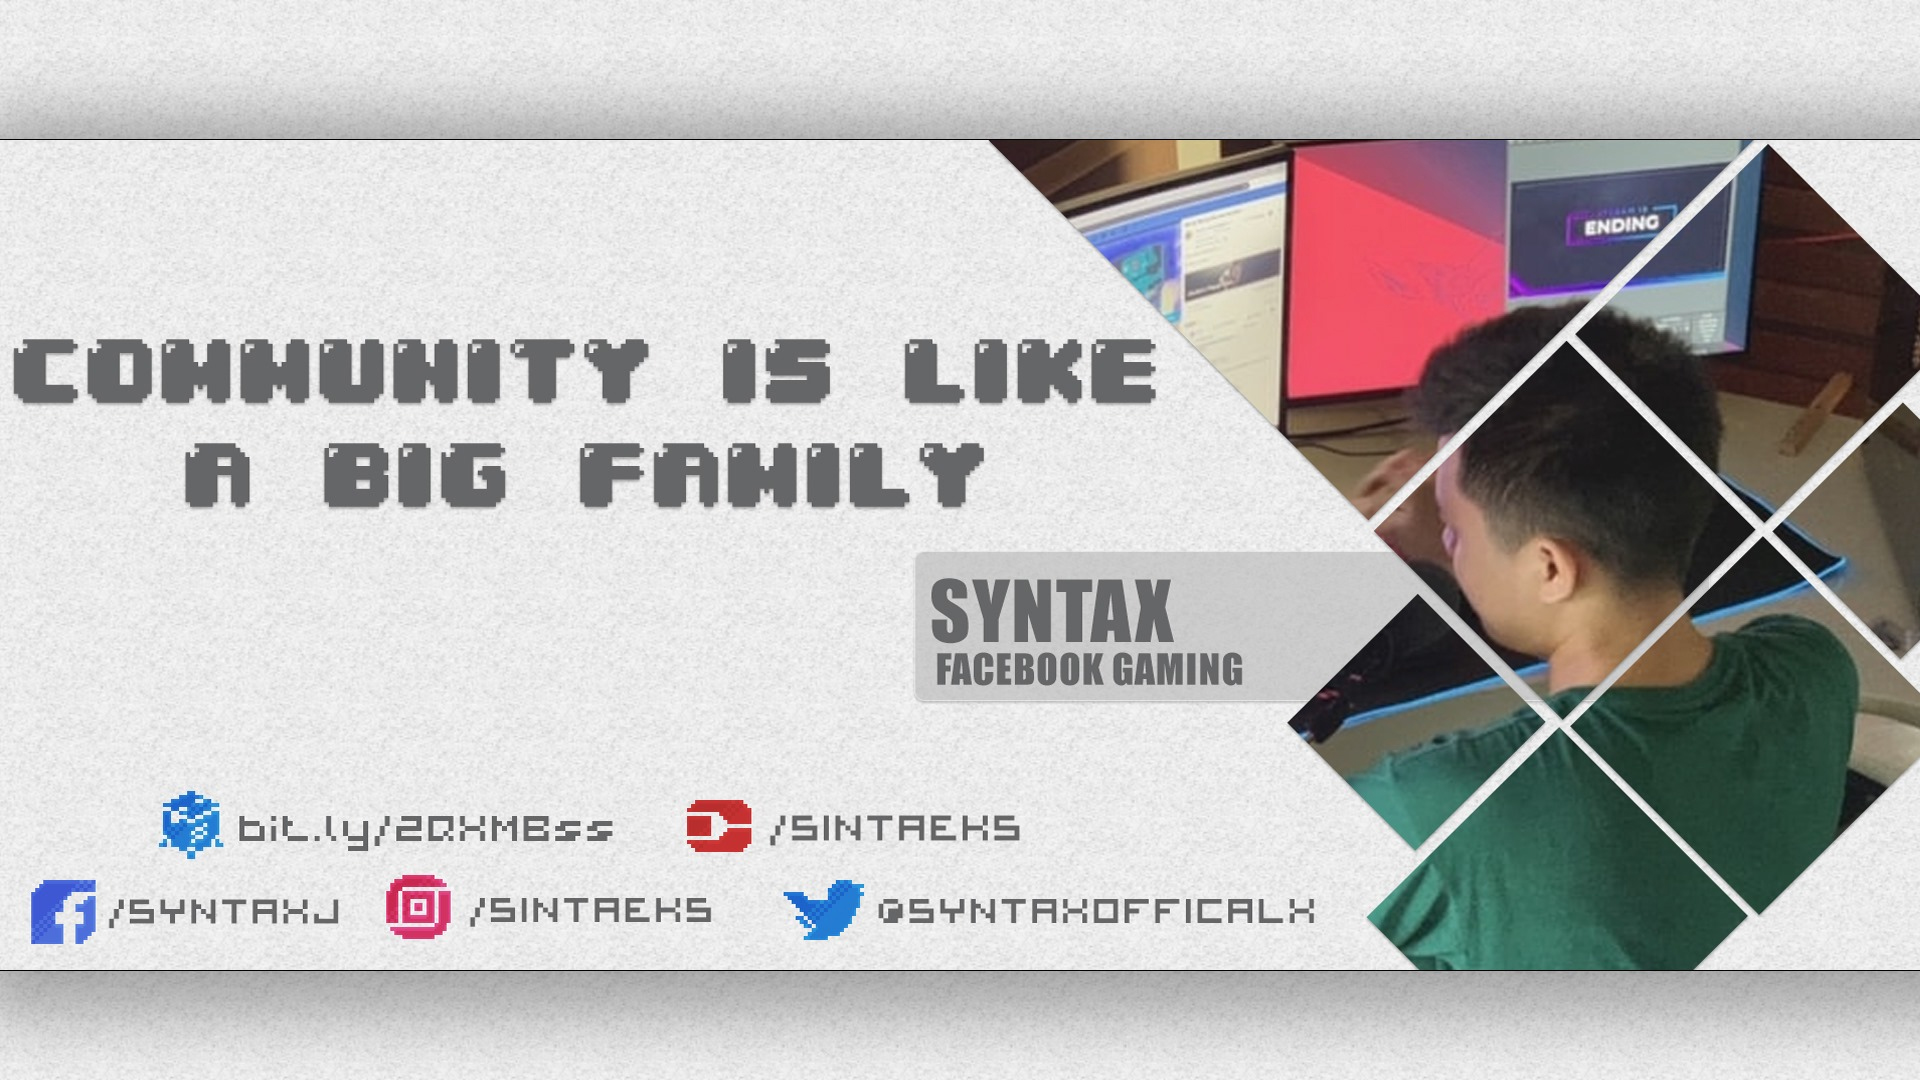 ENDING
COMMUNITY IS LIKE
A BIG FAMILY
SYNTAX
FACEBOOK GAMING
bit.ly/2QXMBss
/SINTAEKS
/SYNTAXJ
/SINTAEKS
@SYNTAXOFFICALX